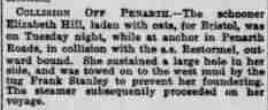 COLLISION OFF PENARTH.—The schooner
Elizabeth Hill, laden with oats, for Bristol, was
on Tuesday night, while at anchor in Penarth
Roads, in collision with the s.s. Restormel, out-
ward bound. She sustained a large hole in her
side, and was towed on to the west mud by the
tug Frank Stanley to prevent her foundering.
The steamer subsequently proceeded on her
voyage.